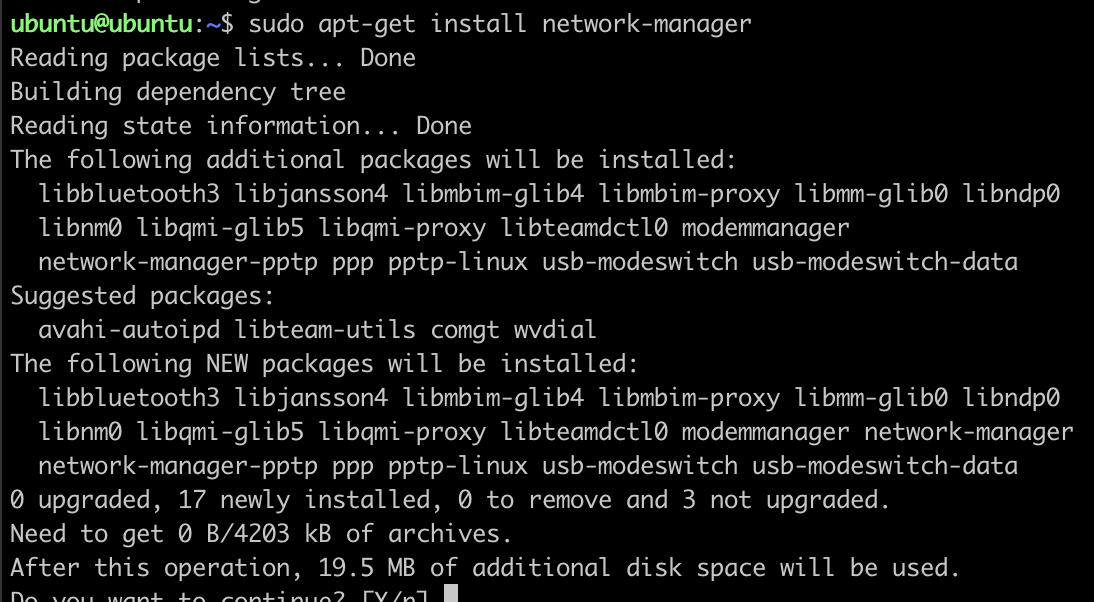 ubuntu@ubuntu:~$ sudo apt-get install network-manager
Reading package lists... Done
Building dependency tree
Reading state information... Done
The following additional packages will be installed:
  libbluetooth3 libjansson4 libmbim-glib4 libmbim-proxy libmm-glib0 libndp0
  libnm0 libqmi-glib5 libqmi-proxy libteamdctl0 modemmanager
  network-manager-pptp ppp pptp-linux usb-modeswitch usb-modeswitch-data
Suggested packages:
  avahi-autoipd libteam-utils comgt wvdial
The following NEW packages will be installed:
  libbluetooth3 libjansson4 libmbim-glib4 libmbim-proxy libmm-glib0 libndp0
  libnm0 libqmi-glib5 libqmi-proxy libteamdctl0 modemmanager network-manager
  network-manager-pptp ppp pptp-linux usb-modeswitch usb-modeswitch-data
0 upgraded, 17 newly installed, 0 to remove and 3 not upgraded.
Need to get 0 B/4203 kB of archives.
After this operation, 19.5 MB of additional disk space will be used.
Do you want to continue? [Y/n]